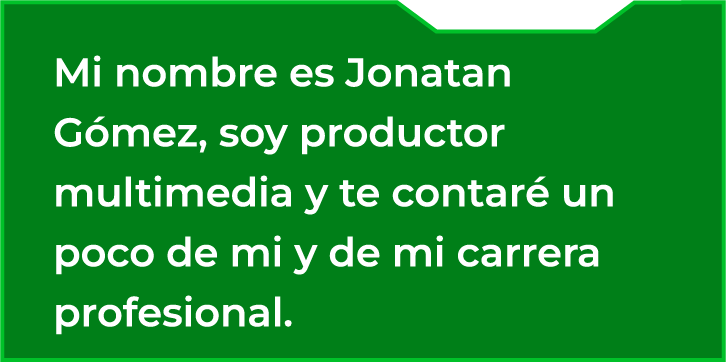 Mi nombre es Jonatan
Gómez, soy productor
multimedia y te contaré un
poco de mi y de mi carrera
profesional.